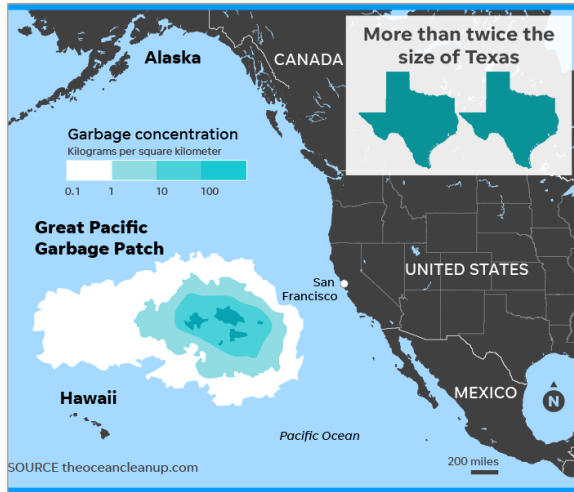 More than twice the
size of Texas
Alaska
CANADA
Garbage concentration
Kilograms per square kilometer
0.1 1 10 100
Great Pacific
Garbage Patch
San
Francisco
UNITED STATES
Hawaii
MEXICO
N
Pacific Ocean
200 miles
SOURCE theoceancleanup.com